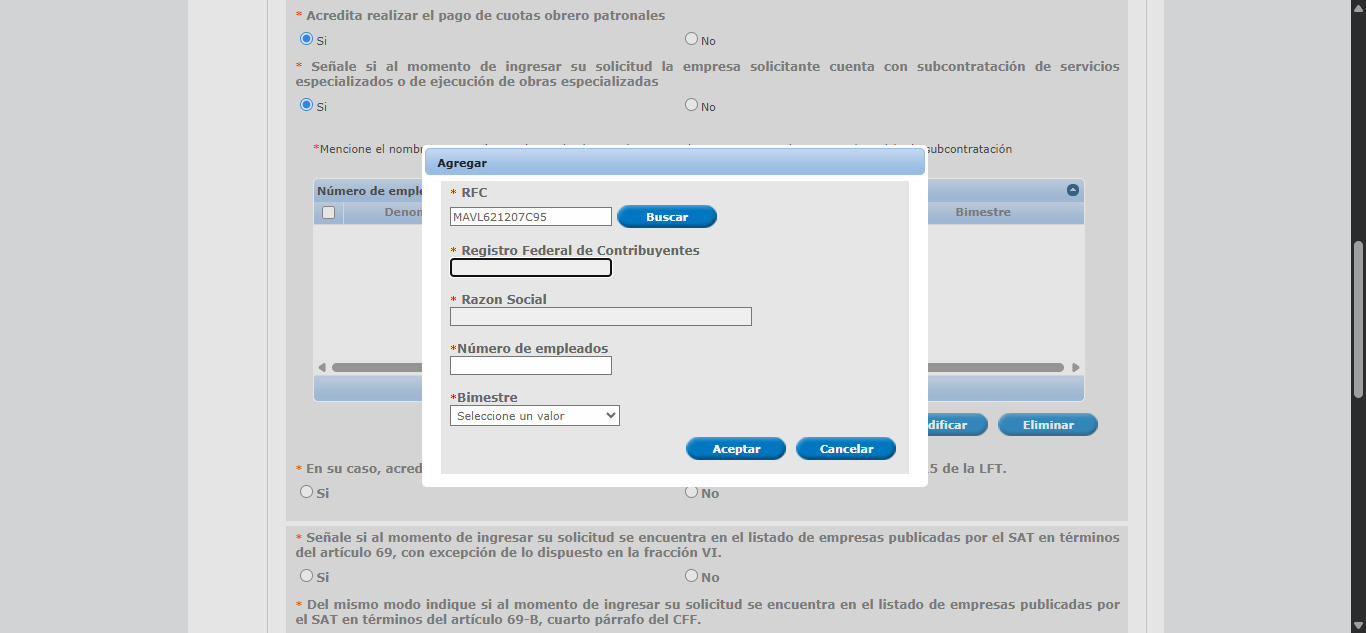 * Acredita realizar el pago de cuotas obrero patronales
Si No
* Señale si al momento de ingresar su solicitud la empresa solicitante cuenta con subcontratación de servicios
especializados o de ejecución de obras especializadas
Si No
*Mencione el nombr subcontratación
Agregar
Número de emple
Denon Bimestre
* RFC
MAVL621207C95 Buscar
* Registro Federal de Contribuyentes
* Razon Social
*Número de empleados
*Bimestre
Seleccione un valor
Aceptar Cancelar
dificar Eliminar
* En su caso, acred 5 de la LFT.
Si No
* Señale si al momento de ingresar su solicitud se encuentra en el listado de empresas publicadas por el SAT en términos
del artículo 69, con excepción de lo dispuesto en la fracción VI.
Si No
* Del mismo modo indique si al momento de ingresar su solicitud se encuentra en el listado de empresas publicadas por
el SAT en términos del artículo 69-B, cuarto párrafo del CFF.